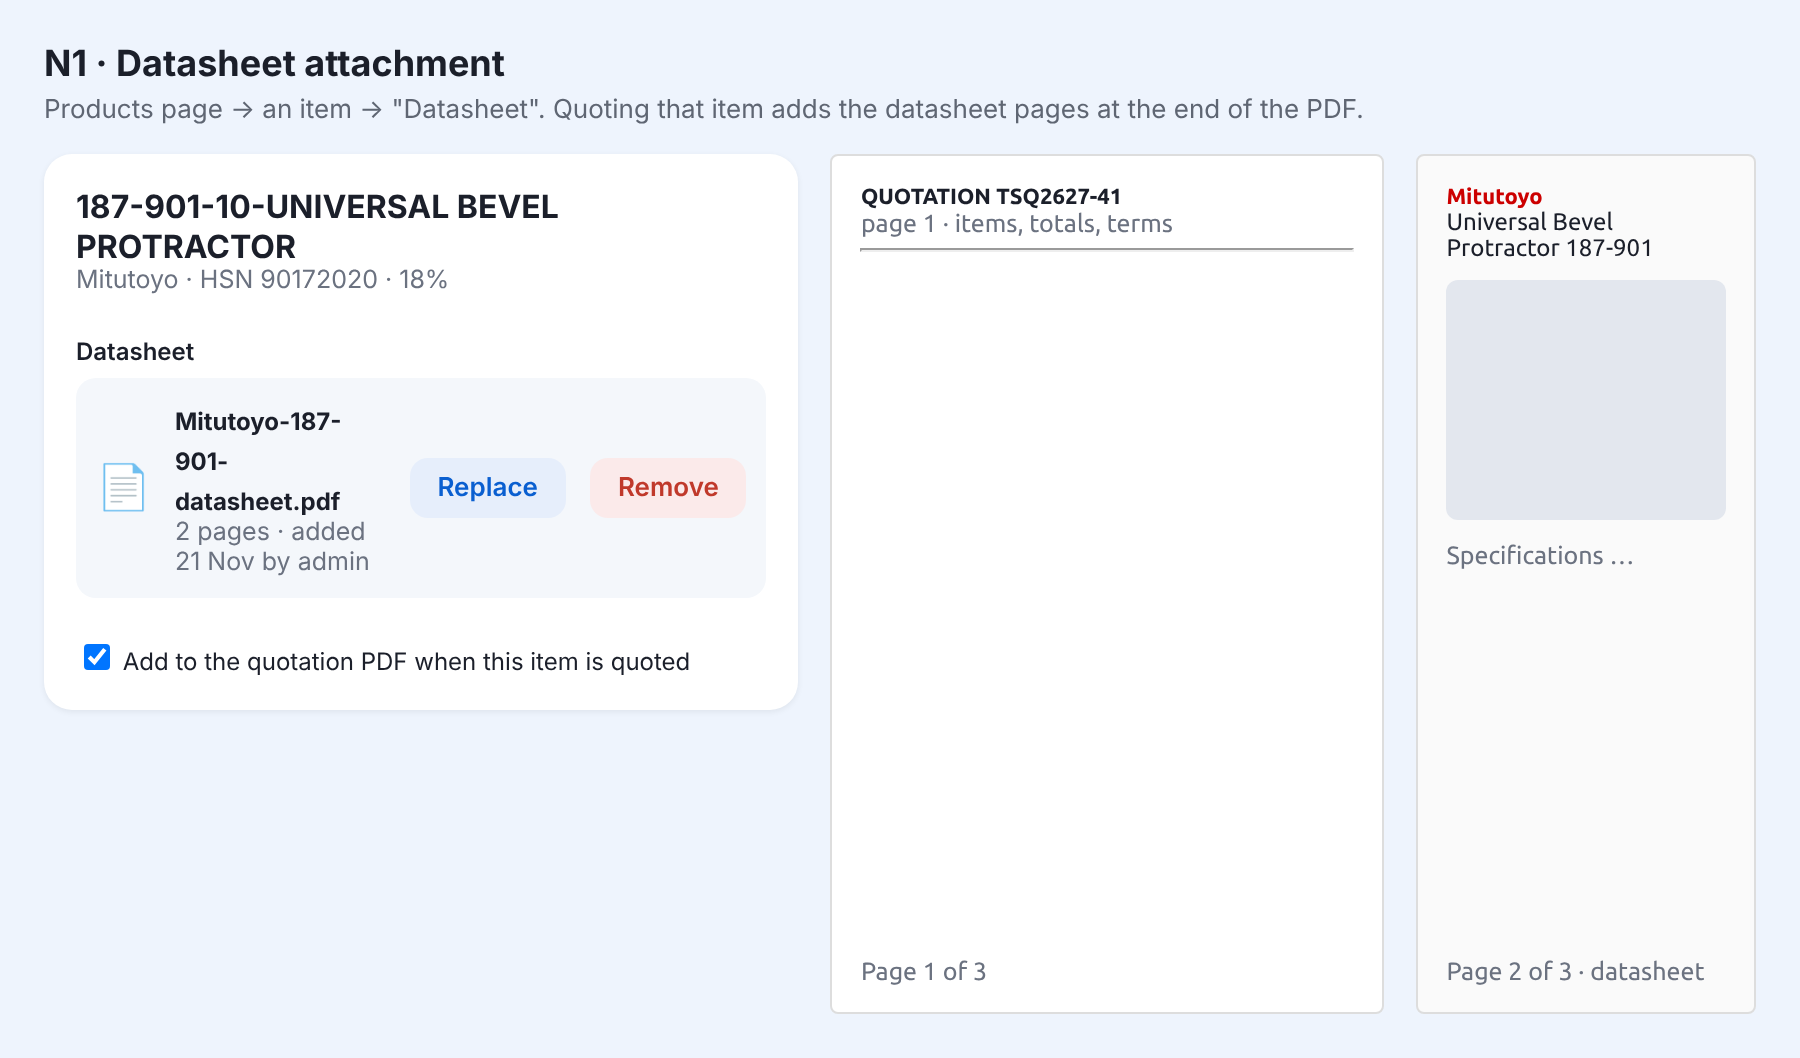 N1 · Datasheet attachment
Products page → an item → "Datasheet". Quoting that item adds the datasheet pages at the end of the PDF.
187-901-10-UNIVERSAL BEVEL
PROTRACTOR
Mitutoyo · HSN 90172020 · 18%
Datasheet
Mitutoyo-187-
901-
datasheet.pdf
2 pages · added
21 Nov by admin
Replace
Remove
Add to the quotation PDF when this item is quoted
QUOTATION TSQ2627-41
page 1 · items, totals, terms
Page 1 of 3
Mitutoyo
Universal Bevel
Protractor 187-901
Specifications …
Page 2 of 3 · datasheet